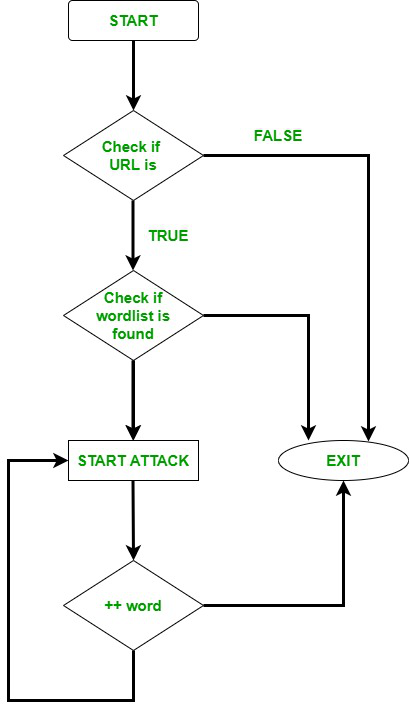 START
Check if
URL is
FALSE
TRUE
Check if
wordlist is
found
START ATTACK
EXIT
++ word